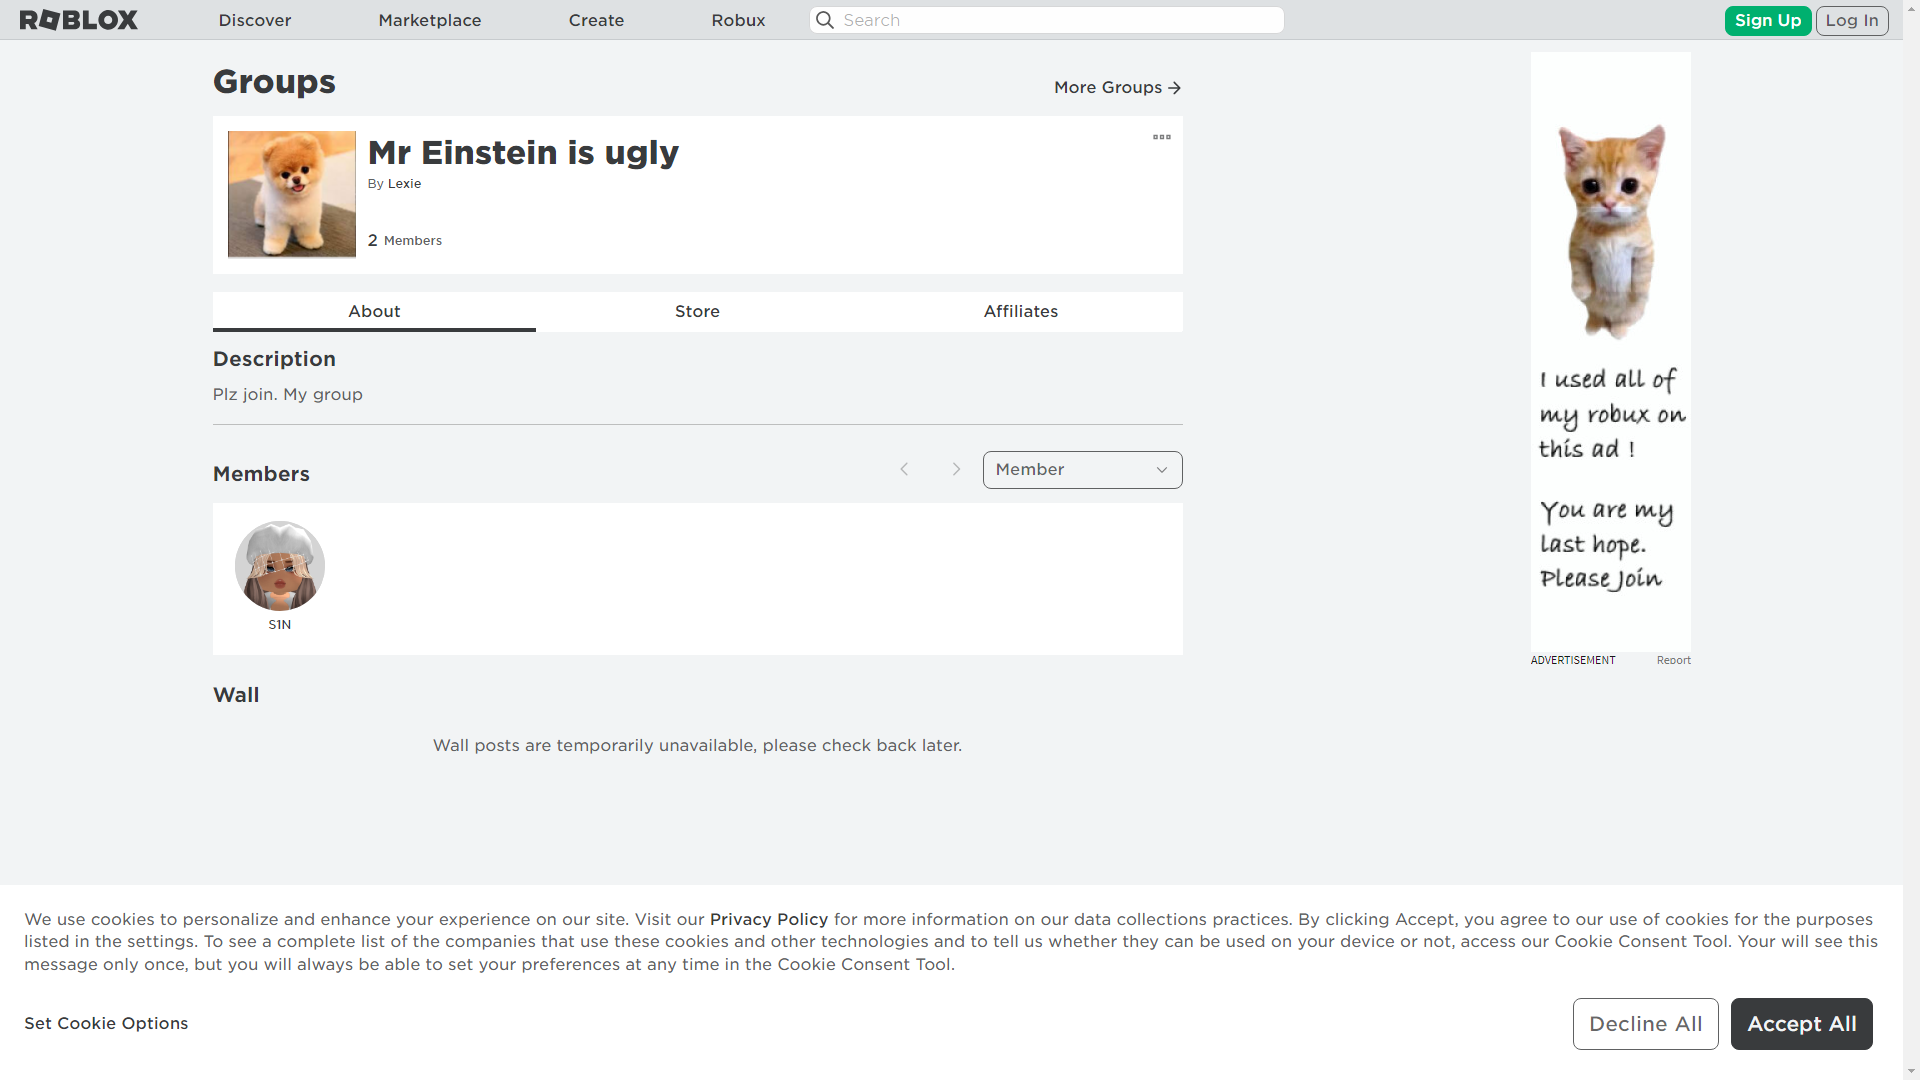 ROBLOX
Discover
Marketplace
Create
Robux
Search
Sign Up
Log In
Groups
More Groups
Mr Einstein is ugly
By Lexie
2 Members
About
Store
Affiliates
Description
Plz join. My group
Members
Member
S1N
Wall
Wall posts are temporarily unavailable, please check back later.
I used all of
my robux on
this ad !
You are my
last hope.
Please Join
ADVERTISEMENT
Report
We use cookies to personalize and enhance your experience on our site. Visit our Privacy Policy for more information on our data collections practices. By clicking Accept, you agree to our use of cookies for the purposes
listed in the settings. To see a complete list of the companies that use these cookies and other technologies and to tell us whether they can be used on your device or not, access our Cookie Consent Tool. Your will see this
message only once, but you will always be able to set your preferences at any time in the Cookie Consent Tool.
Set Cookie Options
Decline All
Accept All